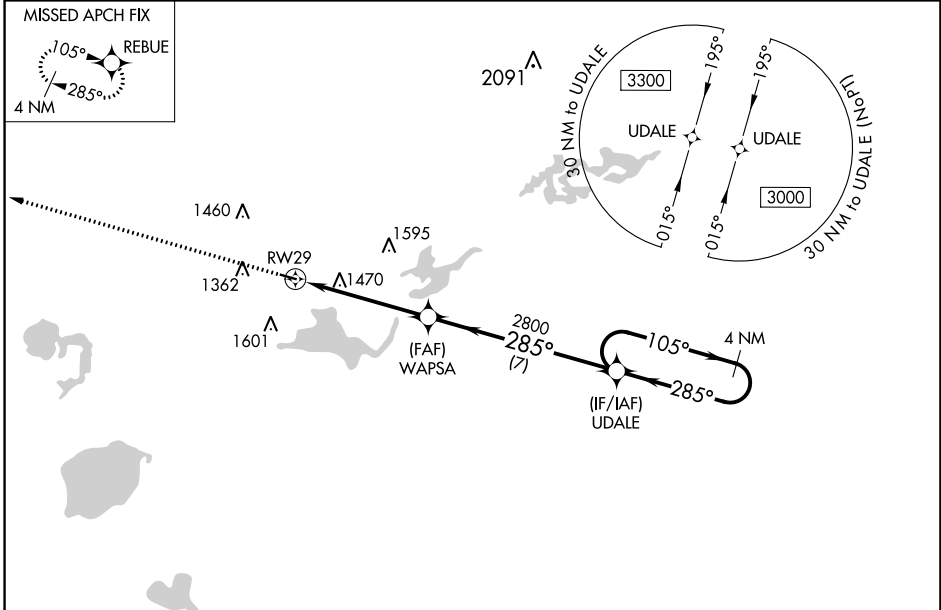 MISSED APCH FIX
105°
REBUE
285°
4 NM
2091
30 NM to UDALE
3300
195°
UDALE
015°
195°
UDALE
3000
015°
30 NM to UDALE (NoPT)
1460
1595
RW29
1362
1470
1601
(FAF)
WAPSA
2800
285°
(7)
105°
4 NM
285°
(IF/IAF)
UDALE